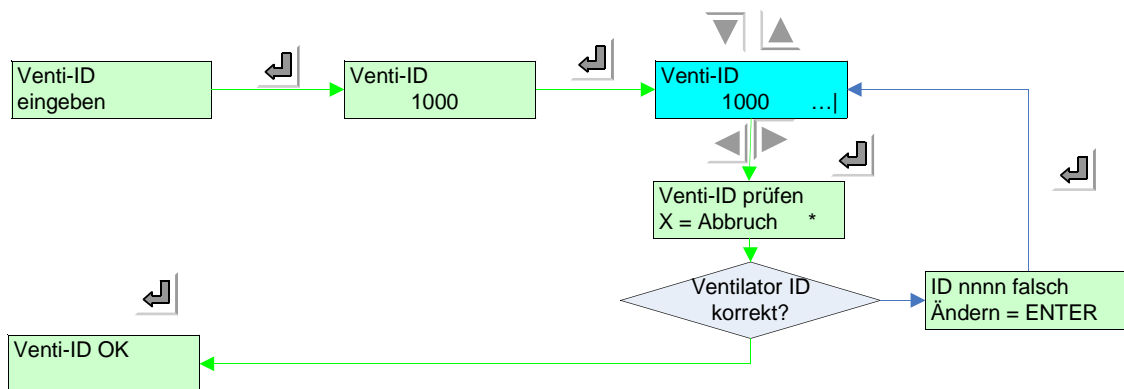 Venti-ID
eingeben
Venti-ID
1000
Venti-ID
1000 ...|
Venti-ID prüfen
X = Abbruch *
Ventilator ID
korrekt?
ID nnnn falsch
Ändern = ENTER
Venti-ID OK